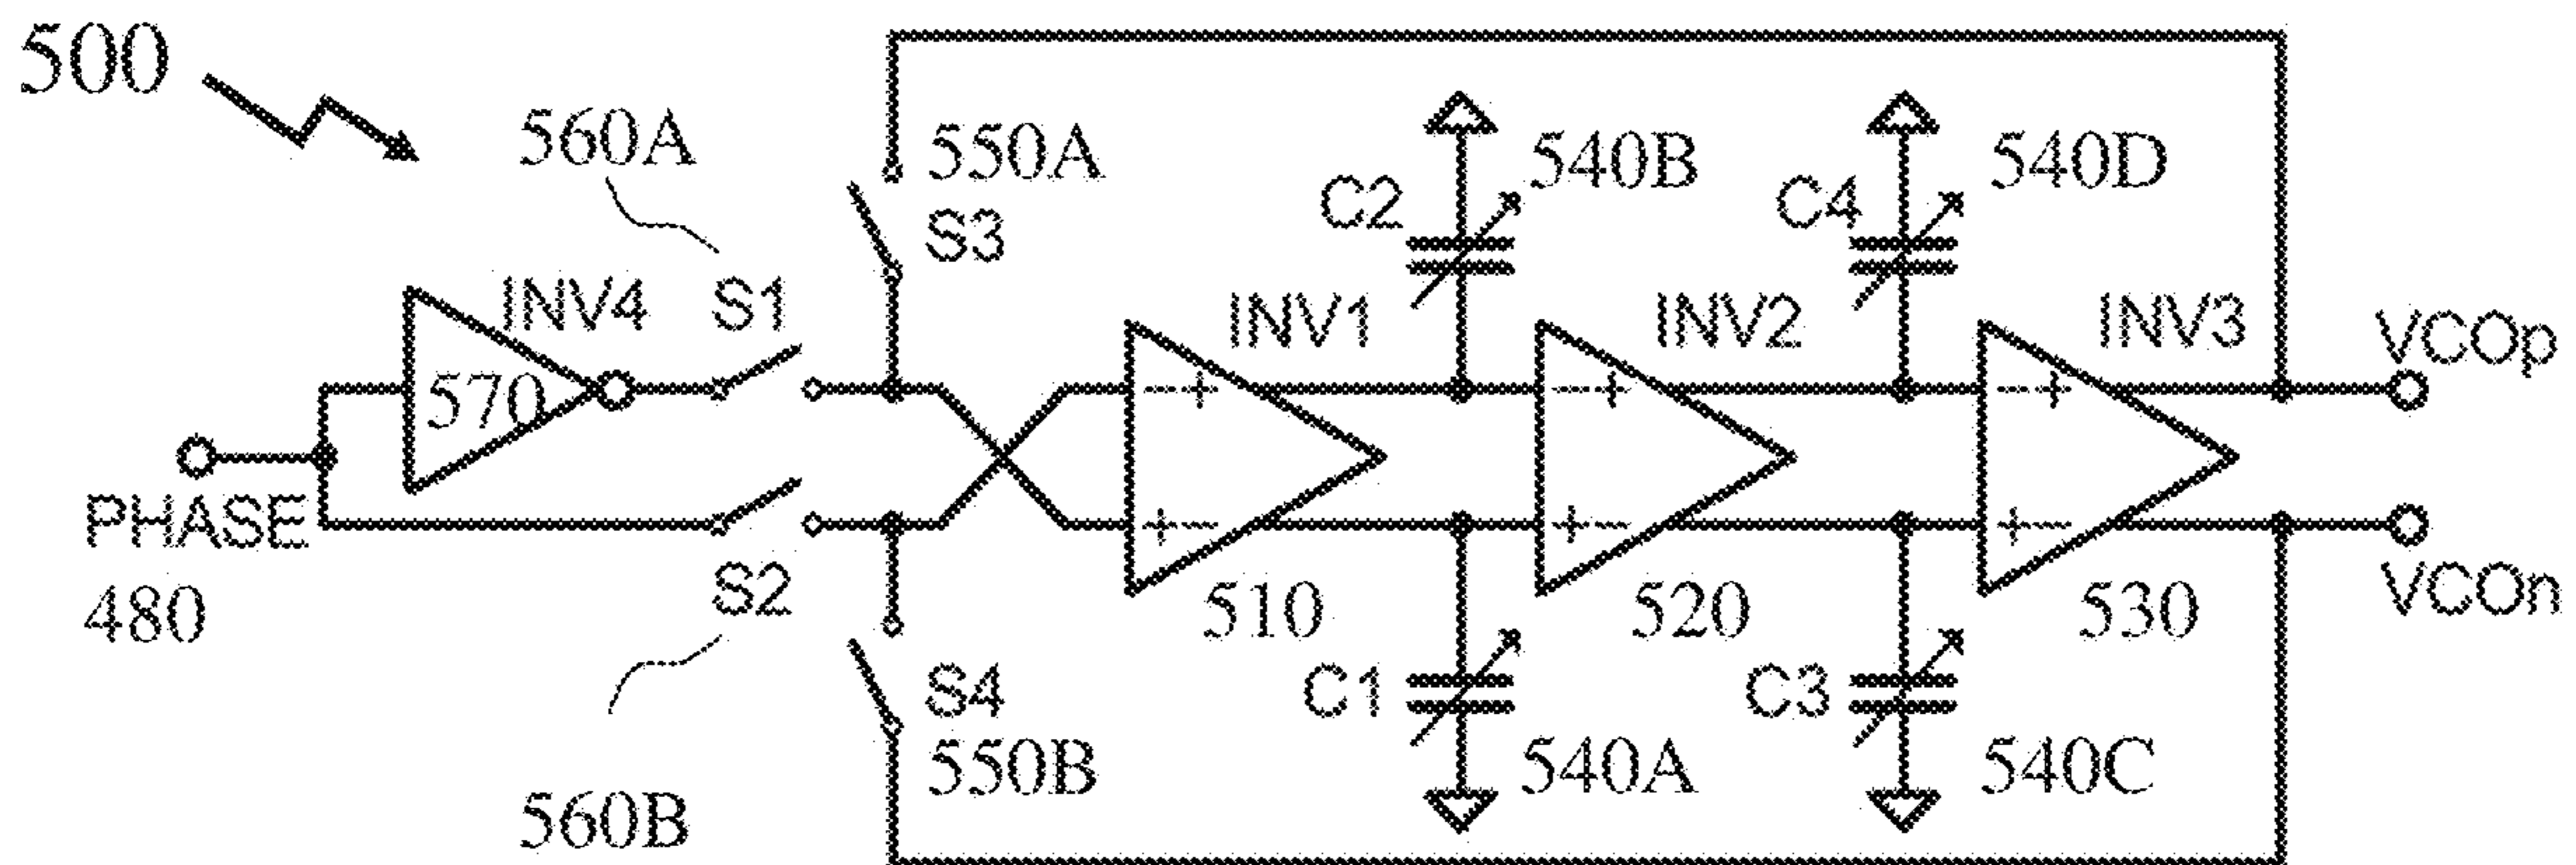 500
560A
550A
540B
540D
C2
C4
S3
INV4
S1
INV1
INV2
INV3
VCOp
570
-+
-+
-+
PHASE
+-
+-
+-
480
S2
510
520
530
VCOn
S4
C1
C3
560B
550B
540A
540C